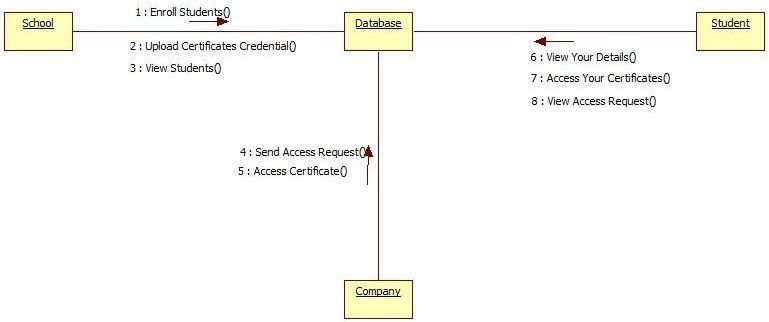 1 : Enroll Students()
School
Database
Student
2 : Upload Certificates Credential()
3 : View Students()
6 : View Your Details()
7 : Access Your Certificates()
8 : View Access Request()
4 : Send Access Request()
5 : Access Certificate()
Company